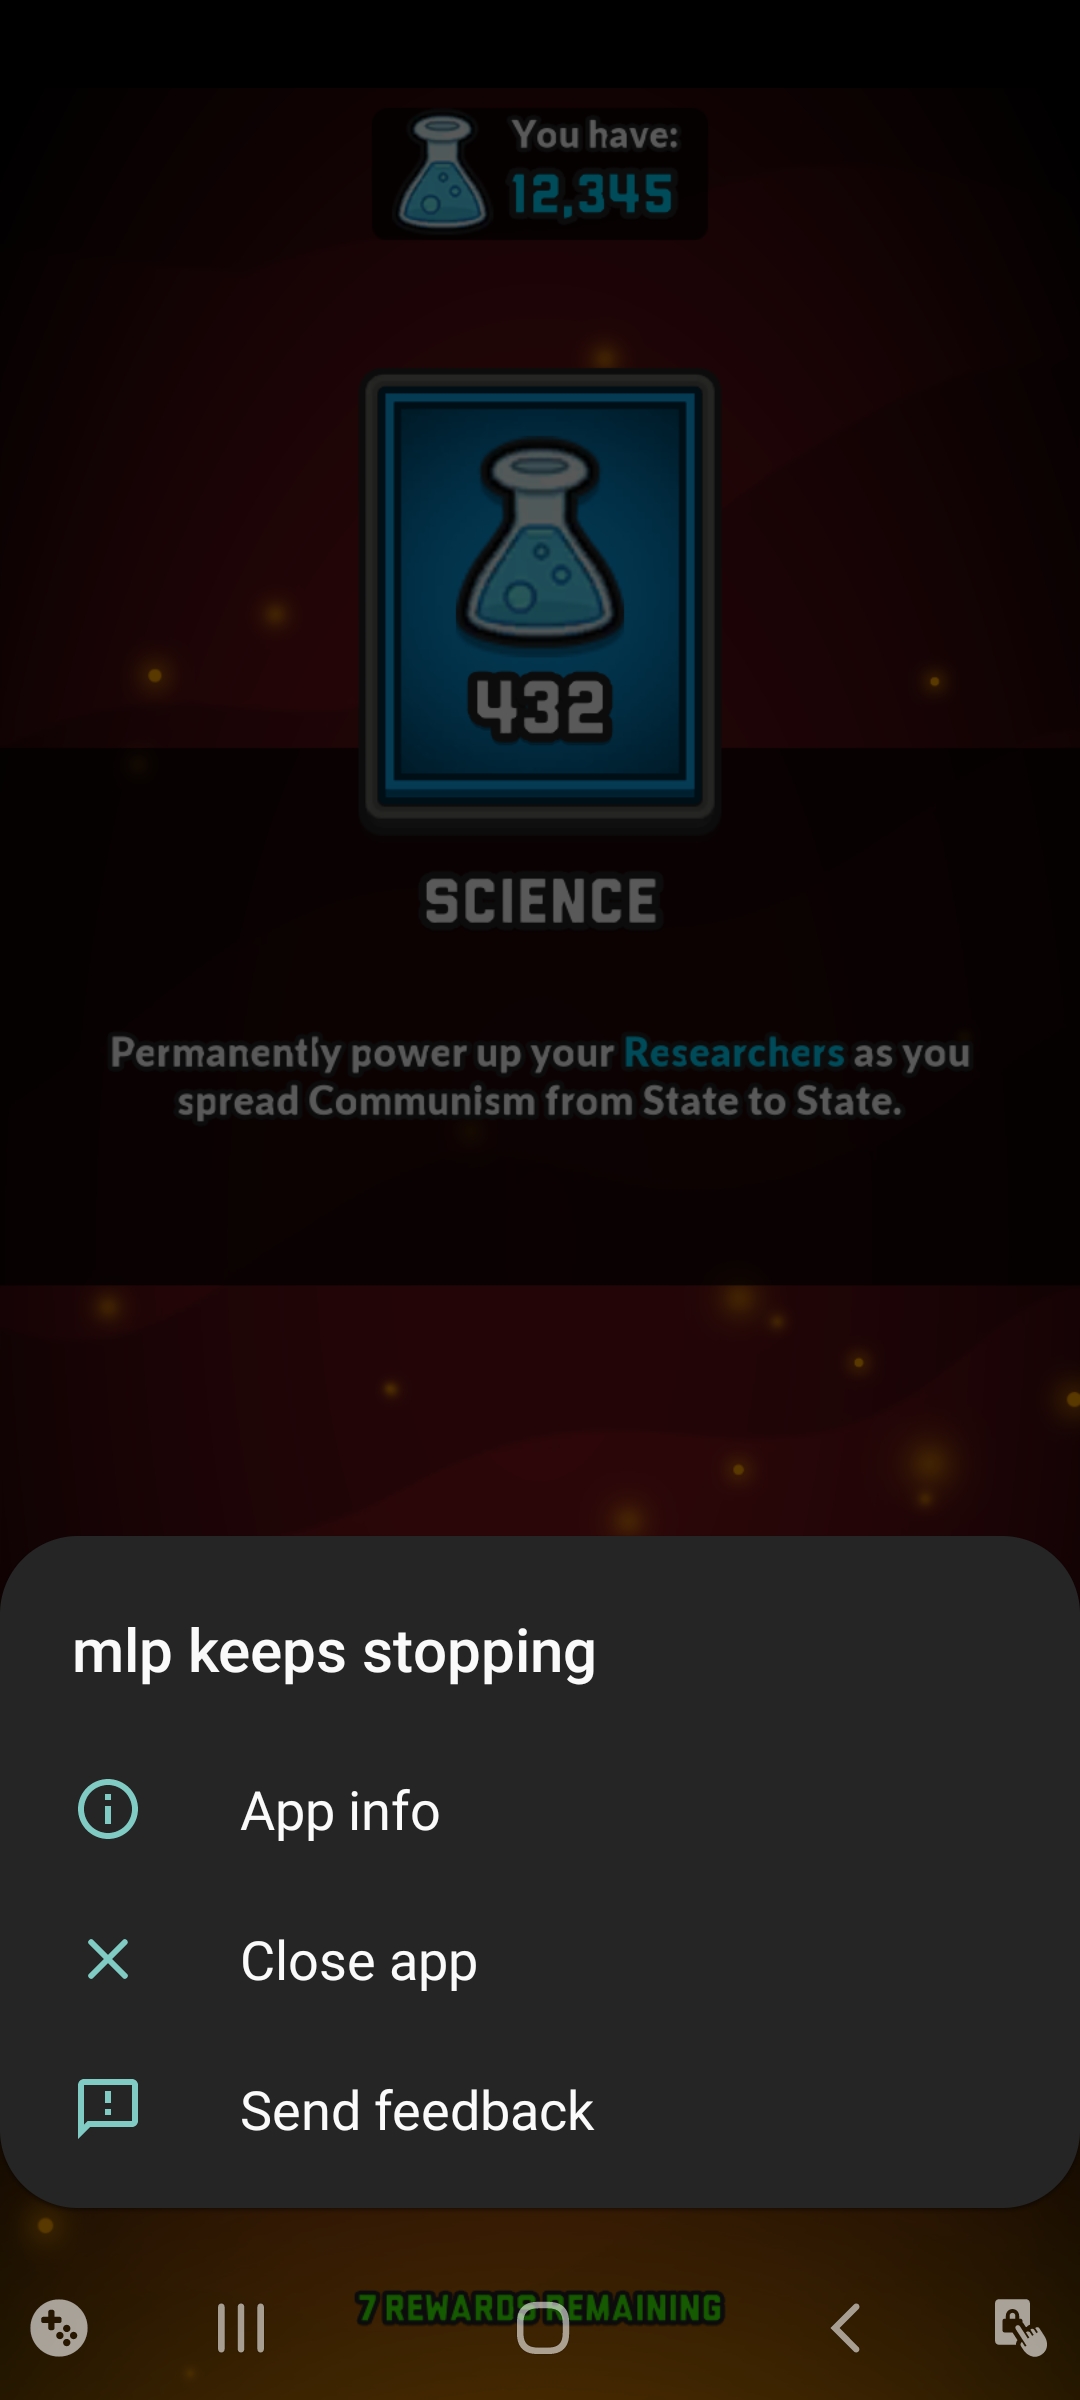 You have:
12,345
432
SCIENCE
Permanently power up your Researchers as you
spread Communism from State to State.
mlp keeps stopping
App info
Close app
Send feedback
7 REWARDS REMAINING